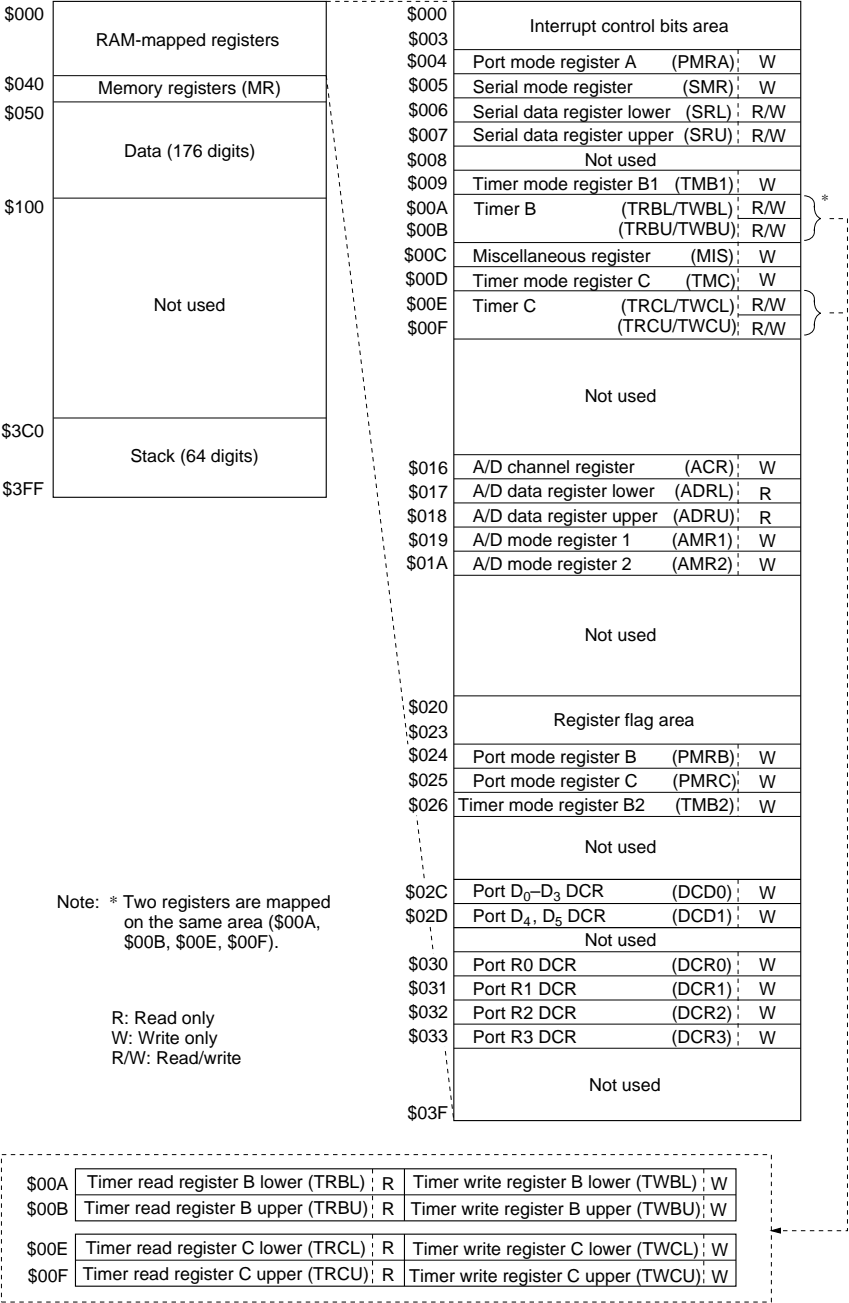 $000
RAM-mapped registers
$040
Memory registers (MR)
$050
Data (176 digits)
$100
Not used
$3C0
Stack (64 digits)
$3FF
$000
Interrupt control bits area
$003
$004 Port mode register A (PMRA) W
$005 Serial mode register (SMR) W
$006 Serial data register lower (SRL) R/W
$007 Serial data register upper (SRU) R/W
$008 Not used
$009 Timer mode register B1 (TMB1) W
$00A Timer B (TRBL/TWBL) R/W *
$00B (TRBU/TWBU) R/W
$00C Miscellaneous register (MIS) W
$00D Timer mode register C (TMC) W
$00E Timer C (TRCL/TWCL) R/W
$00F (TRCU/TWCU) R/W
Not used
$016 A/D channel register (ACR) W
$017 A/D data register lower (ADRL) R
$018 A/D data register upper (ADRU) R
$019 A/D mode register 1 (AMR1) W
$01A A/D mode register 2 (AMR2) W
Not used
$020
Register flag area
$023
$024 Port mode register B (PMRB) W
$025 Port mode register C (PMRC) W
$026 Timer mode register B2 (TMB2) W
Not used
$02C Port D0–D3 DCR (DCD0) W
$02D Port D4, D5 DCR (DCD1) W
Not used
$030 Port R0 DCR (DCR0) W
$031 Port R1 DCR (DCR1) W
$032 Port R2 DCR (DCR2) W
$033 Port R3 DCR (DCR3) W
Not used
$03F
Note: * Two registers are mapped
on the same area ($00A,
$00B, $00E, $00F).
R: Read only
W: Write only
R/W: Read/write
$00A Timer read register B lower (TRBL) R Timer write register B lower (TWBL) W
$00B Timer read register B upper (TRBU) R Timer write register B upper (TWBU) W
$00E Timer read register C lower (TRCL) R Timer write register C lower (TWCL) W
$00F Timer read register C upper (TRCU) R Timer write register C upper (TWCU) W